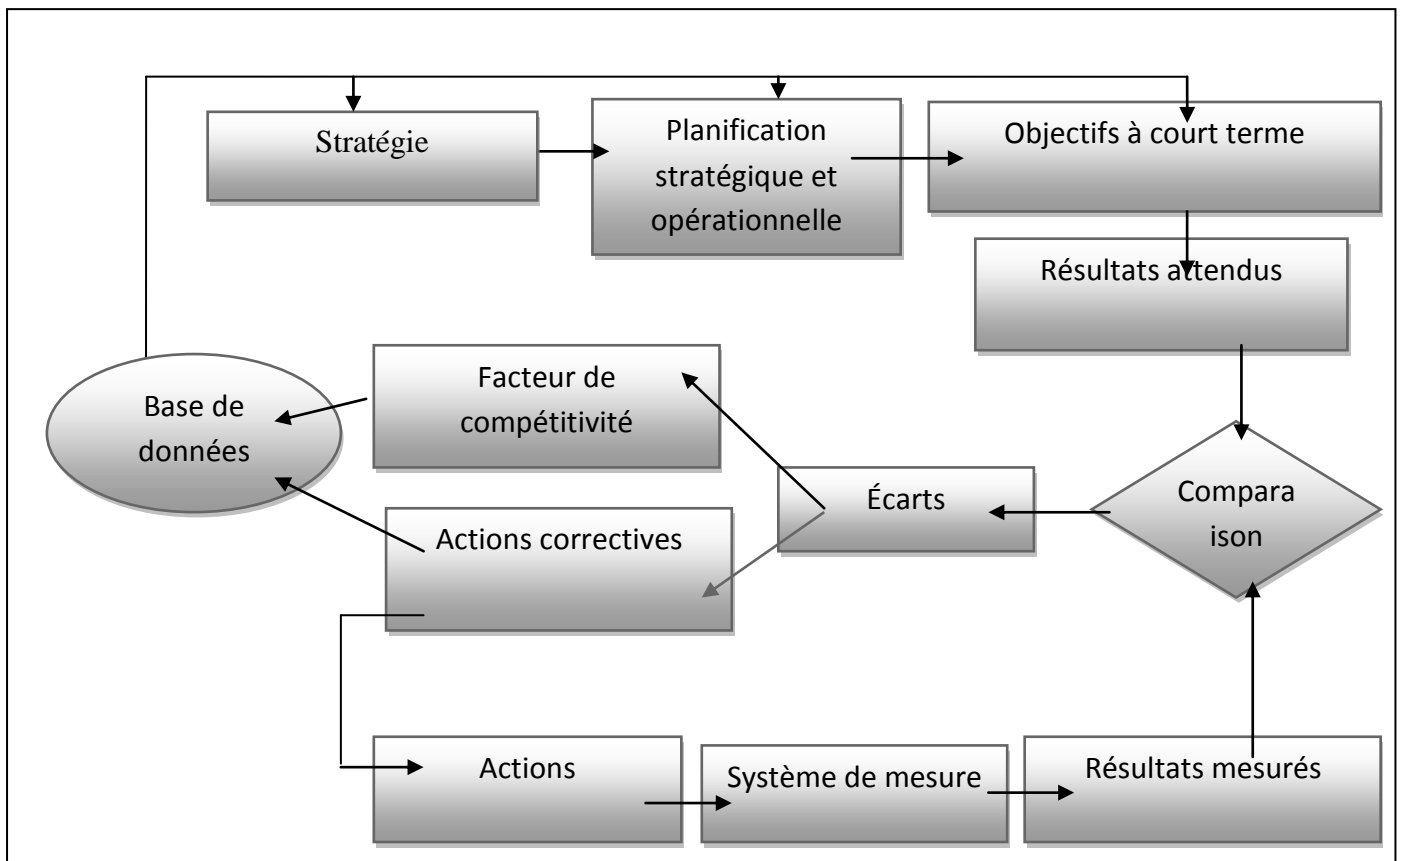 Stratégie
Planification
stratégique et
opérationnelle
Objectifs à court terme
Résultats attendus
Facteur de
compétitivité
Base de
données
Écarts
Compara
ison
Actions correctives
Actions
Système de mesure
Résultats mesurés